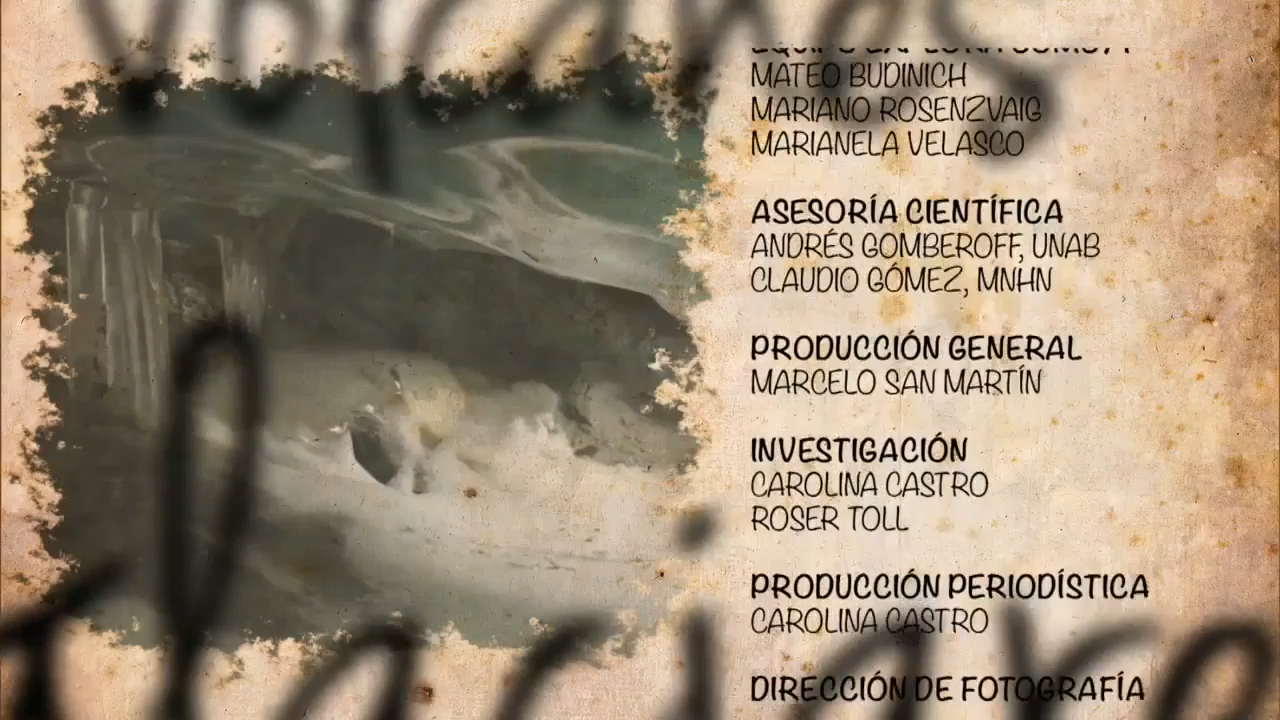 volcanes
MATEO BUDINICH
MARIANO ROSENZVAIG
MARIANELA VELASCO
ASESORÍA CIENTÍFICA
ANDRÉS GOMBEROFF, UNAB
CLAUDIO GÓMEZ, MNHN
PRODUCCIÓN GENERAL
MARCELO SAN MARTÍN
INVESTIGACIÓN
CAROLINA CASTRO
ROSER TOLL
PRODUCCIÓN PERIODÍSTICA
CAROLINA CASTRO
DIRECCIÓN DE FOTOGRAFÍA